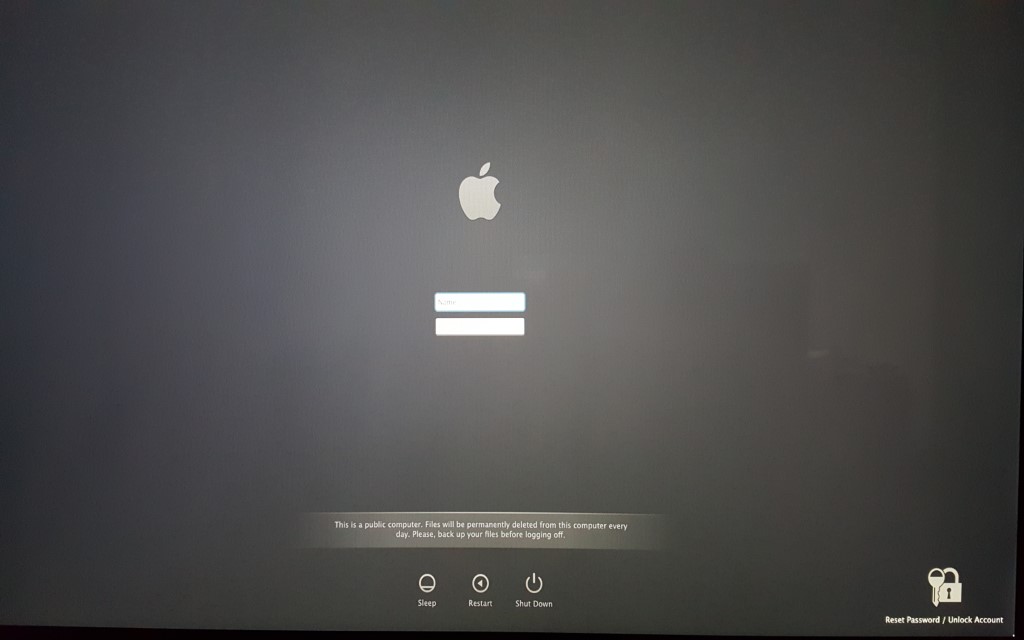 Name
This is a public computer. Files will be permanently deleted from this computer every
day. Please, back up your files before logging off.
Sleep
Restart
Shut Down
Reset Password / Unlock Account